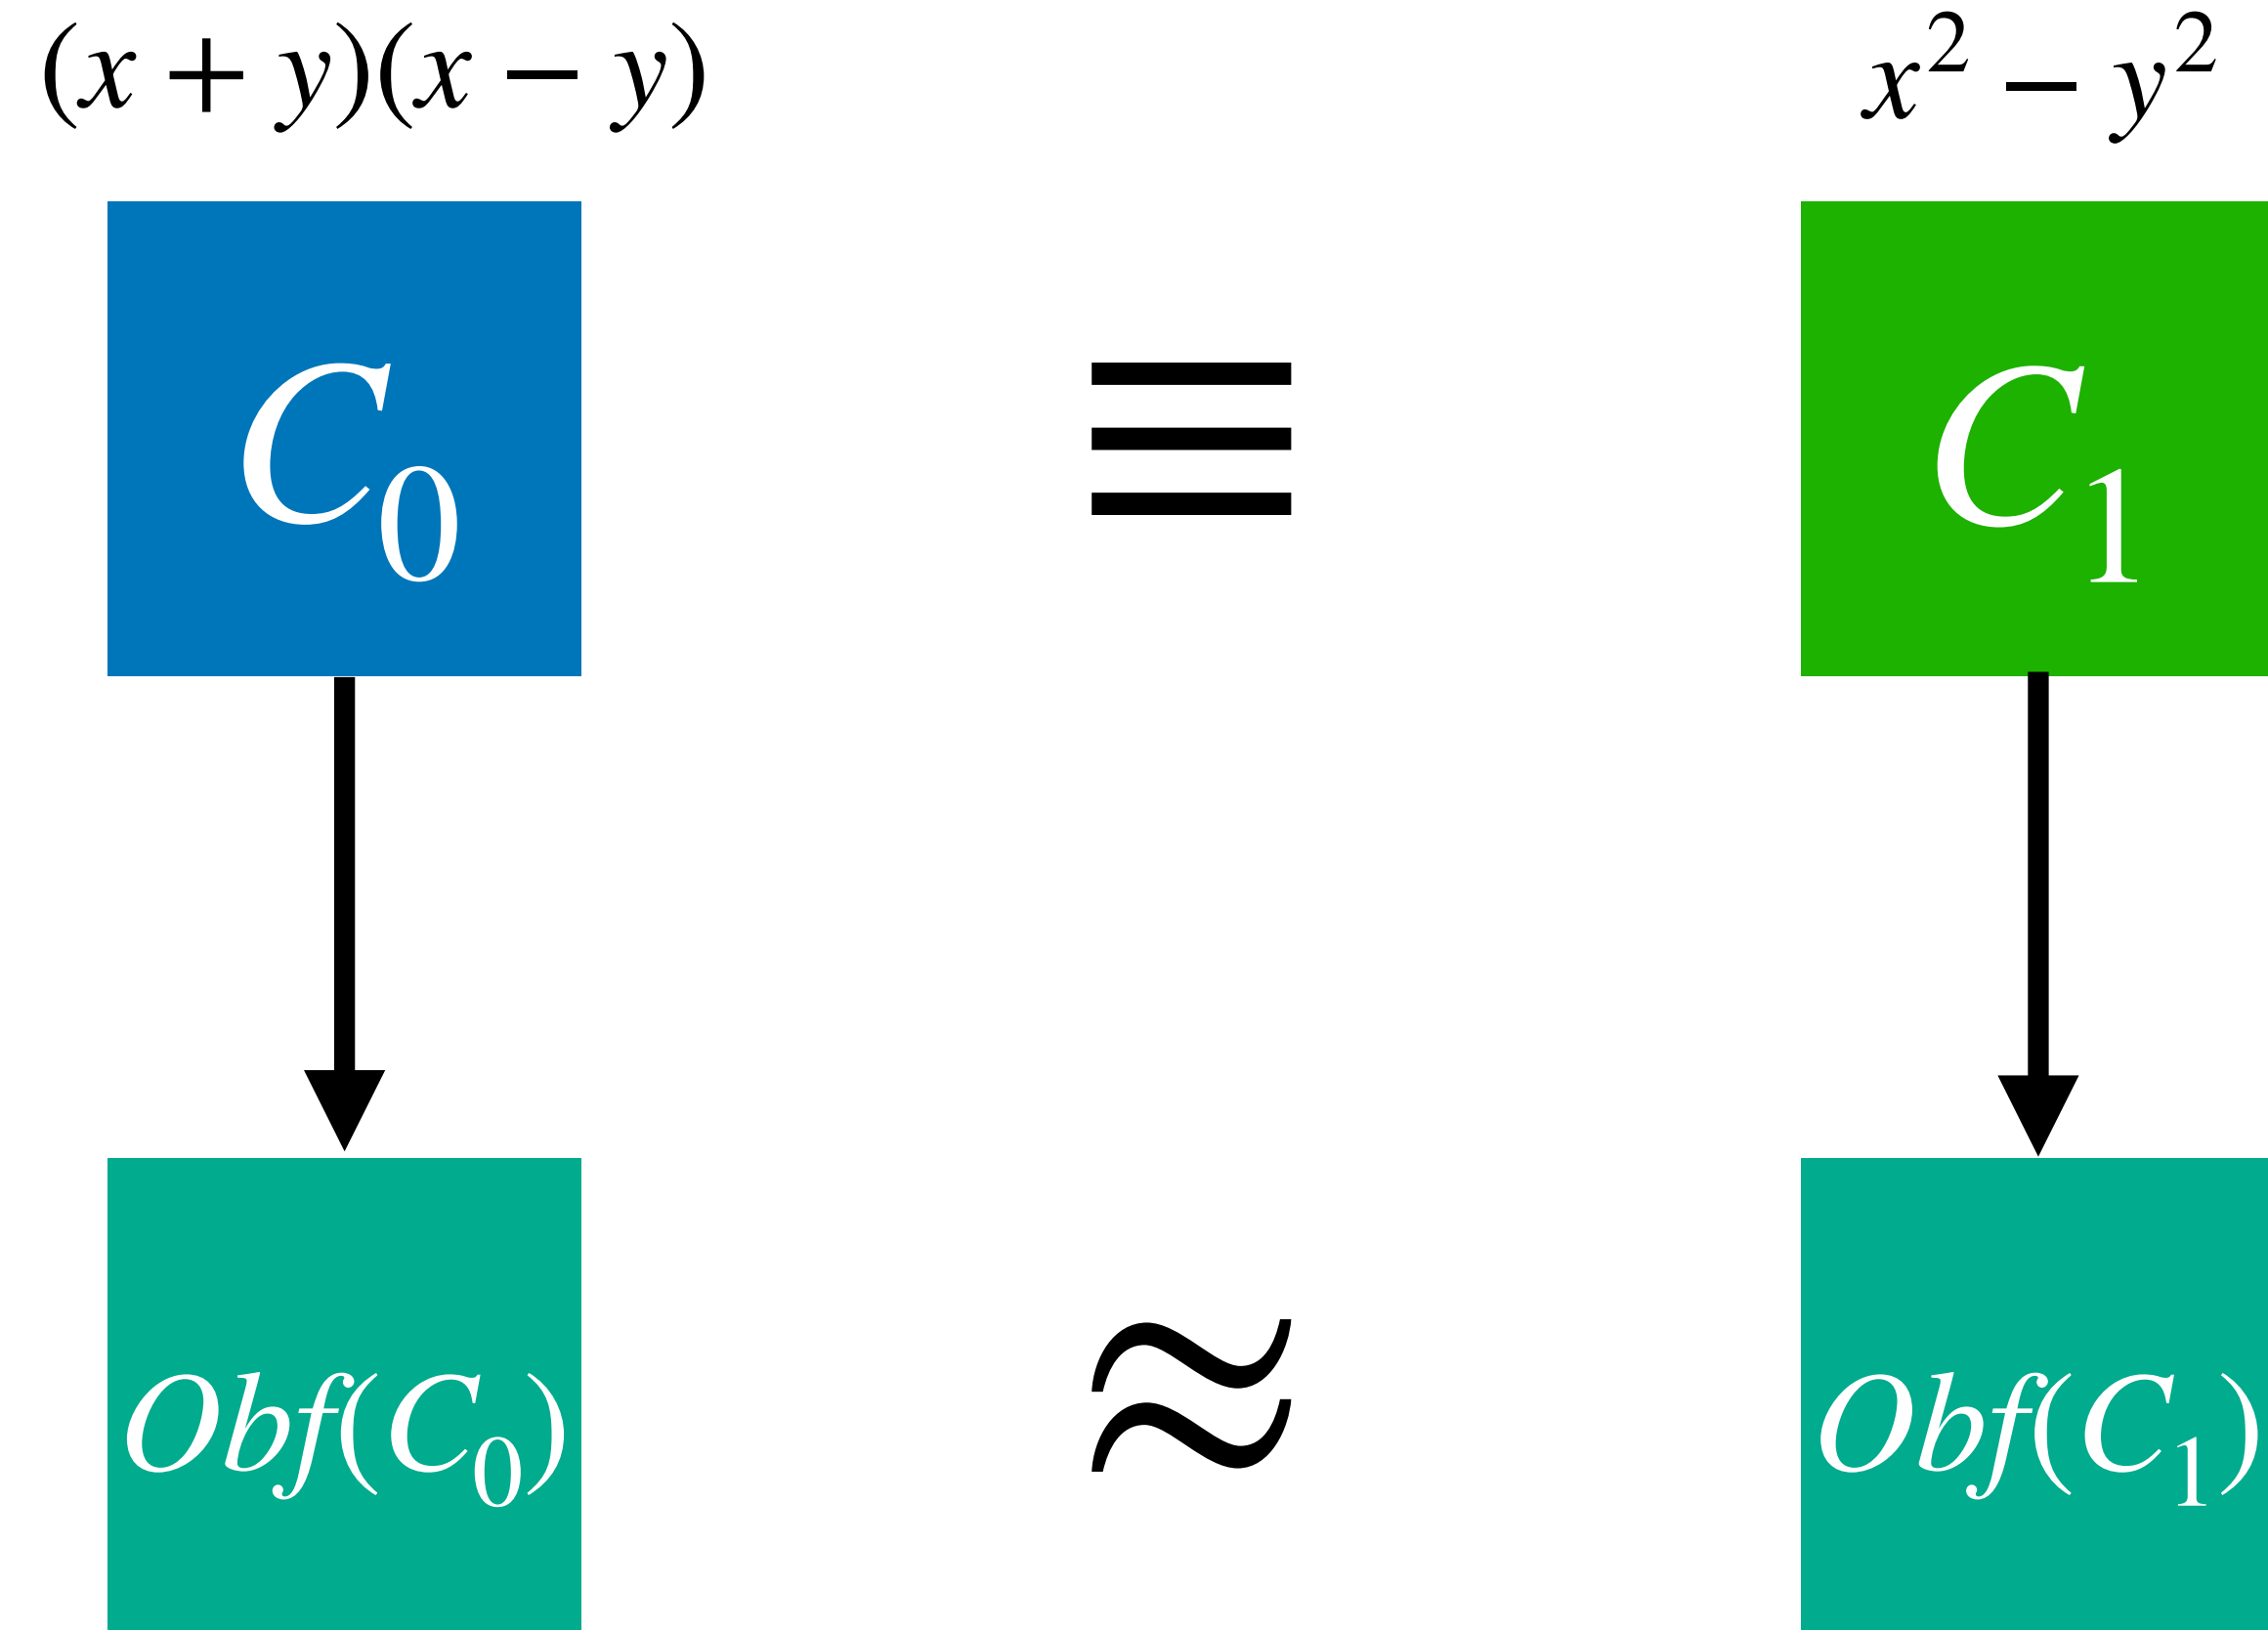 (x + y)(x − y)
x² − y²
C₀
≡
C₁
Obf(C₀)
≈
Obf(C₁)